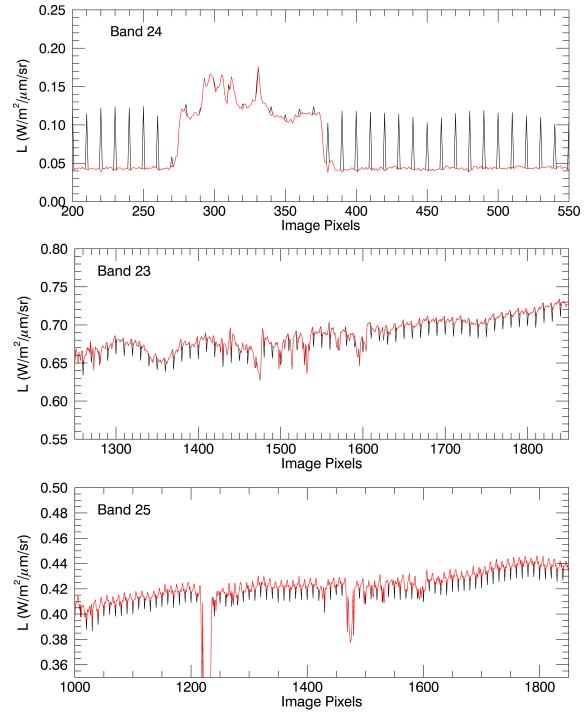 Band 24
0.25
0.20
0.15
0.10
0.05
0.00
L (W/m²/μm/sr)
200 250 300 350 400 450 500 550
Image Pixels
Band 23
0.80
0.75
0.70
0.65
0.60
0.55
L (W/m²/μm/sr)
1300 1400 1500 1600 1700 1800
Image Pixels
Band 25
0.50
0.48
0.46
0.44
0.42
0.40
0.38
0.36
L (W/m²/μm/sr)
1000 1200 1400 1600 1800
Image Pixels